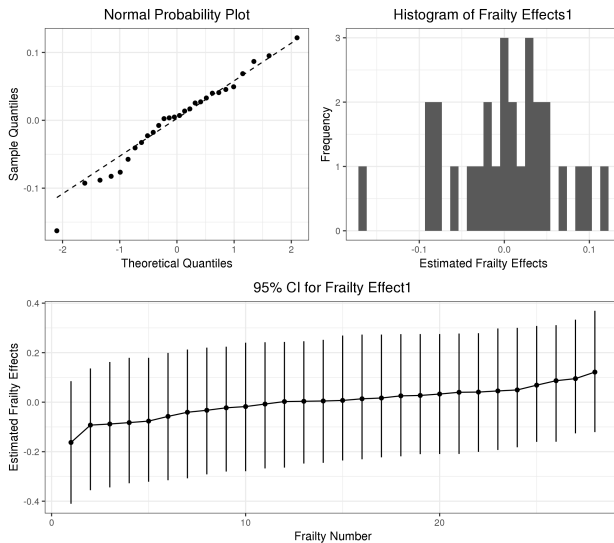 Normal Probability Plot
Sample Quantiles
0.1
0.0
-0.1
-2
-1
0
1
2
Theoretical Quantiles
Histogram of Frailty Effects1
Frequency
3
2
1
0
-0.1
0.0
0.1
Estimated Frailty Effects
95% CI for Frailty Effect1
Estimated Frailty Effects
0.4
0.2
0.0
-0.2
-0.4
0
10
20
Frailty Number